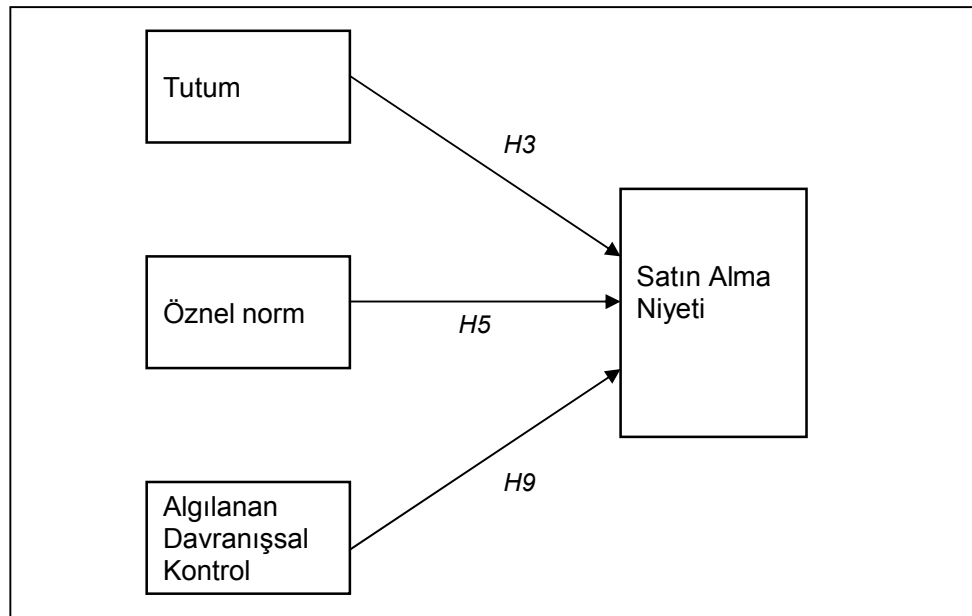 Tutum
H3
Satın Alma
Niyeti
Öznel norm
H5
H9
Algılanan
Davranışsal
Kontrol